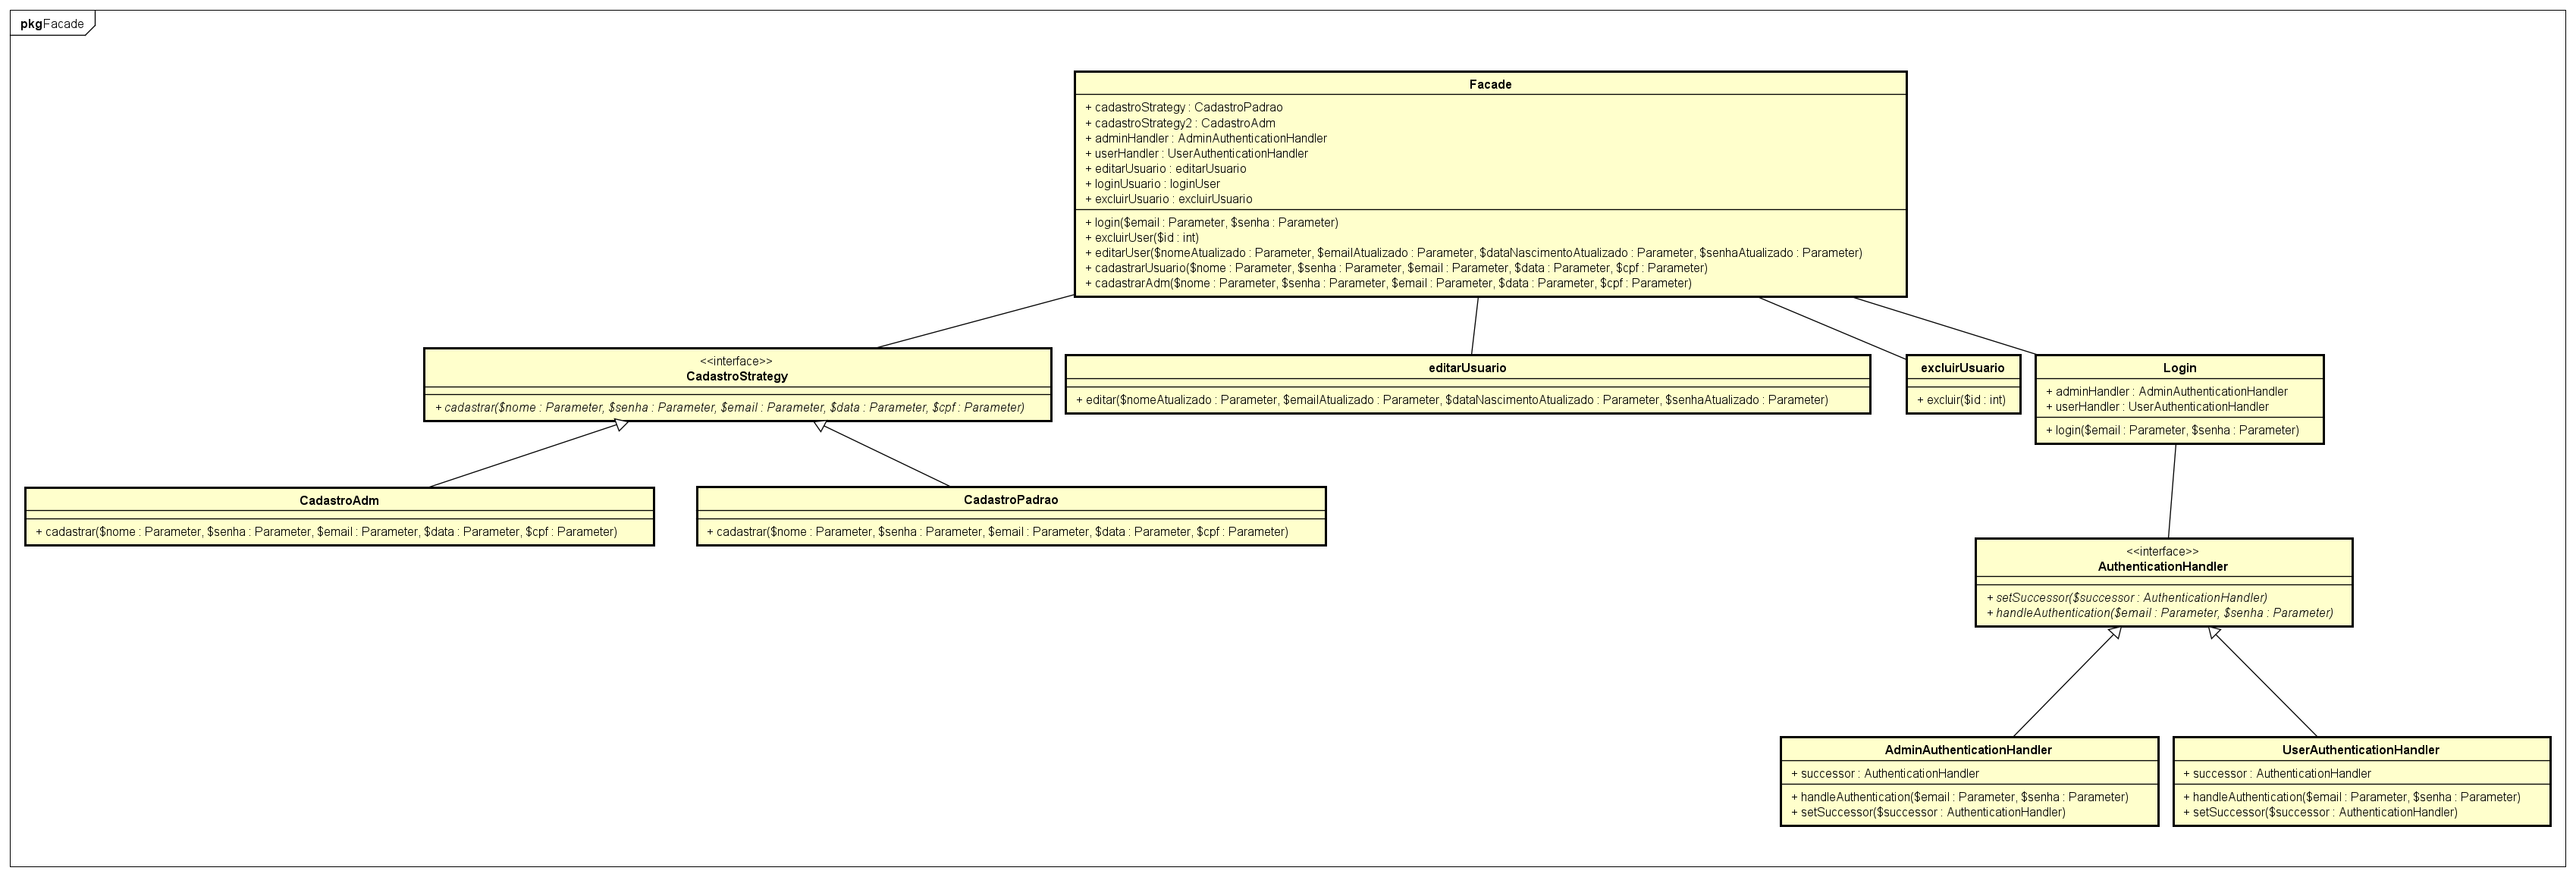 pkgFacade
Facade
+ cadastroStrategy : CadastroPadrao
+ cadastroStrategy2 : CadastroAdm
+ adminHandler : AdminAuthenticationHandler
+ userHandler : UserAuthenticationHandler
+ editarUsuario : editarUsuario
+ loginUsuario : loginUser
+ excluirUsuario : excluirUsuario
+ login($email : Parameter, $senha : Parameter)
+ excluirUser($id : int)
+ editarUser($nomeAtualizado : Parameter, $emailAtualizado : Parameter, $dataNascimentoAtualizado : Parameter, $senhaAtualizado : Parameter)
+ cadastrarUsuario($nome : Parameter, $senha : Parameter, $email : Parameter, $data : Parameter, $cpf : Parameter)
+ cadastrarAdm($nome : Parameter, $senha : Parameter, $email : Parameter, $data : Parameter, $cpf : Parameter)
<<interface>>
CadastroStrategy
+ cadastrar($nome : Parameter, $senha : Parameter, $email : Parameter, $data : Parameter, $cpf : Parameter)
editarUsuario
+ editar($nomeAtualizado : Parameter, $emailAtualizado : Parameter, $dataNascimentoAtualizado : Parameter, $senhaAtualizado : Parameter)
excluirUsuario
+ excluir($id : int)
Login
+ adminHandler : AdminAuthenticationHandler
+ userHandler : UserAuthenticationHandler
+ login($email : Parameter, $senha : Parameter)
CadastroAdm
+ cadastrar($nome : Parameter, $senha : Parameter, $email : Parameter, $data : Parameter, $cpf : Parameter)
CadastroPadrao
+ cadastrar($nome : Parameter, $senha : Parameter, $email : Parameter, $data : Parameter, $cpf : Parameter)
<<interface>>
AuthenticationHandler
+ setSuccessor($successor : AuthenticationHandler)
+ handleAuthentication($email : Parameter, $senha : Parameter)
AdminAuthenticationHandler
+ successor : AuthenticationHandler
+ handleAuthentication($email : Parameter, $senha : Parameter)
+ setSuccessor($successor : AuthenticationHandler)
UserAuthenticationHandler
+ successor : AuthenticationHandler
+ handleAuthentication($email : Parameter, $senha : Parameter)
+ setSuccessor($successor : AuthenticationHandler)